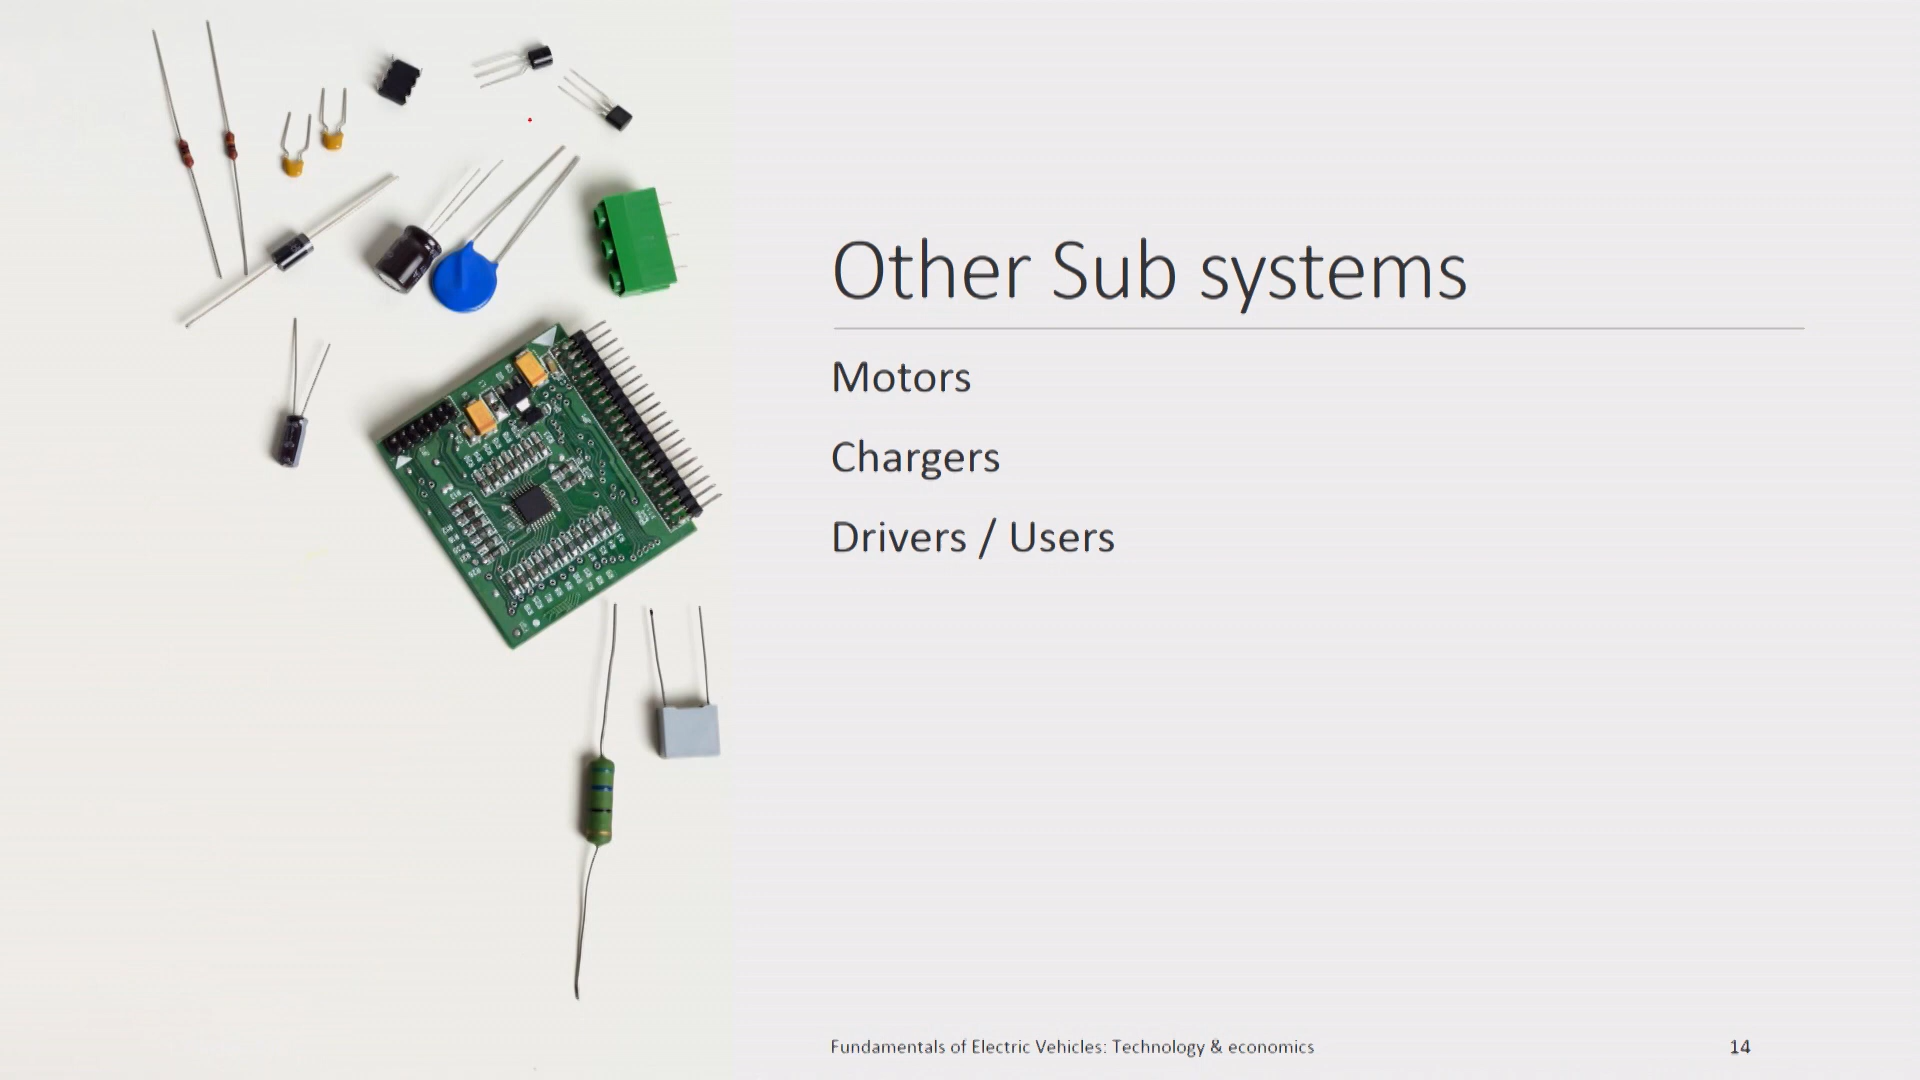 Other Sub systems
Motors
Chargers
Drivers / Users
Fundamentals of Electric Vehicles: Technology & economics
14